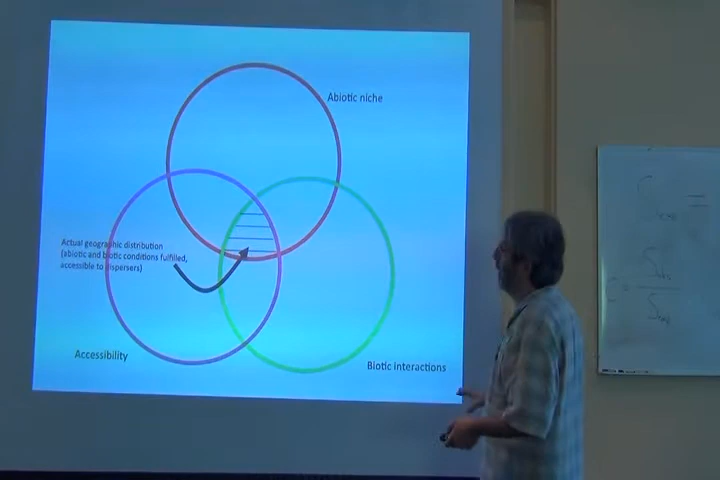 Abiotic niche
Actual geographic distribution
(abiotic and biotic conditions fulfilled,
accessible to dispersers)
Accessibility
Biotic interactions